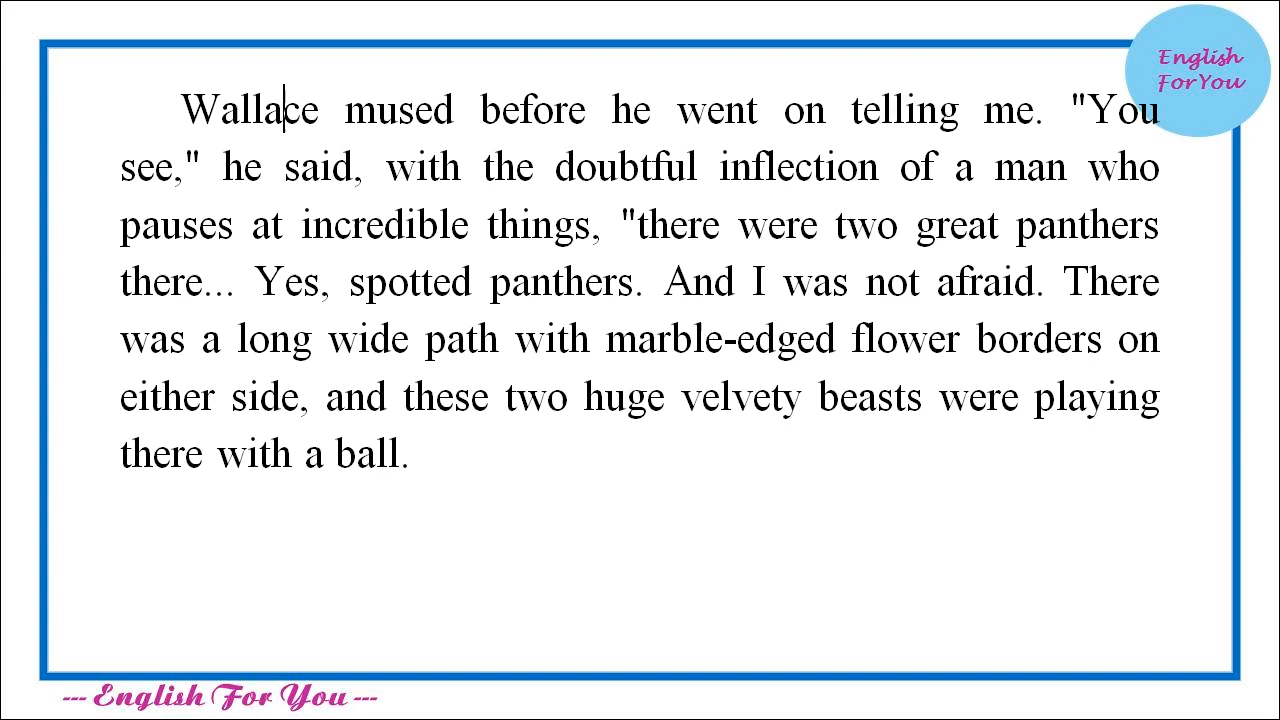 English
ForYou
Wallace mused before he went on telling me. "You
see," he said, with the doubtful inflection of a man who
pauses at incredible things, "there were two great panthers
there... Yes, spotted panthers. And I was not afraid. There
was a long wide path with marble-edged flower borders on
either side, and these two huge velvety beasts were playing
there with a ball.
--- English For You ---